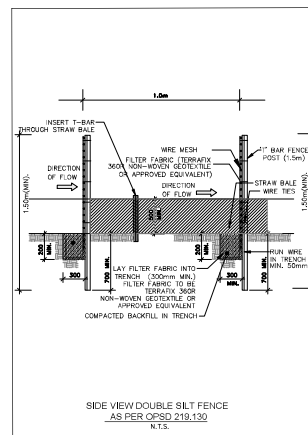 1.0m
INSERT T-BAR
THROUGH STRAW BALE
WIRE MESH
FILTER FABRIC (TERRAFIX
360R NON-WOVEN GEOTEXTILE
OR APPROVED EQUIVALENT)
"T" BAR FENCE
POST (1.5m)
DIRECTION
OF FLOW
DIRECTION
OF FLOW
STRAW BALE
WIRE TIES
1.50m(MIN).
1.50m(MIN).
200
MIN.
300
700 MIN.
200
MIN.
300
MIN.
700 MIN.
RUN WIRE
IN TRENCH
MIN. 50mm
LAY FILTER FABRIC INTO
TRENCH (300mm MIN.)
FILTER FABRIC TO BE
TERRAFIX 360R
NON-WOVEN GEOTEXTILE OR
APPROVED EQUIVALENT
COMPACTED BACKFILL IN TRENCH
SIDE VIEW DOUBLE SILT FENCE
AS PER OPSD 219.130
N.T.S.